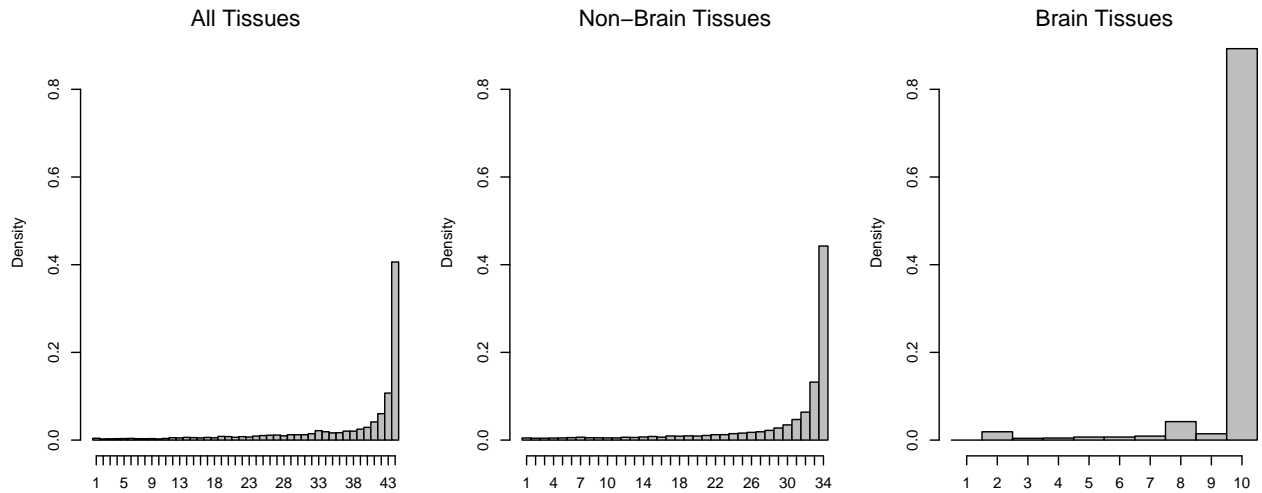 All Tissues
Density
0.0 0.2 0.4 0.6 0.8
1 5 9 13 18 23 28 33 38 43
Non−Brain Tissues
Density
0.0 0.2 0.4 0.6 0.8
1 4 7 10 14 18 22 26 30 34
Brain Tissues
Density
0.0 0.2 0.4 0.6 0.8
1 2 3 4 5 6 7 8 9 10